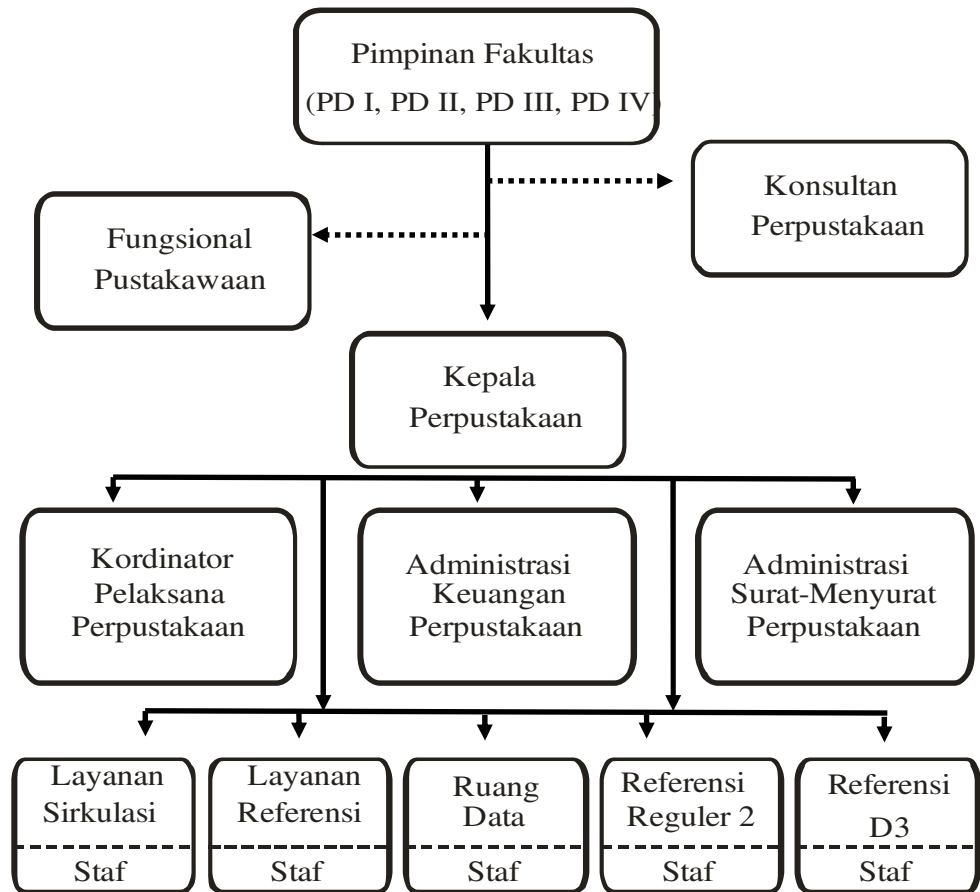 Pimpinan Fakultas
(PD I, PD II, PD III, PD IV)
Konsultan
Perpustakaan
Fungsional
Pustakawaan
Kepala
Perpustakaan
Kordinator
Pelaksana
Perpustakaan
Administrasi
Keuangan
Perpustakaan
Administrasi
Surat-Menyurat
Perpustakaan
Layanan
Sirkulasi
Staf
Layanan
Referensi
Staf
Ruang
Data
Staf
Referensi
Reguler 2
Staf
Referensi
D3
Staf